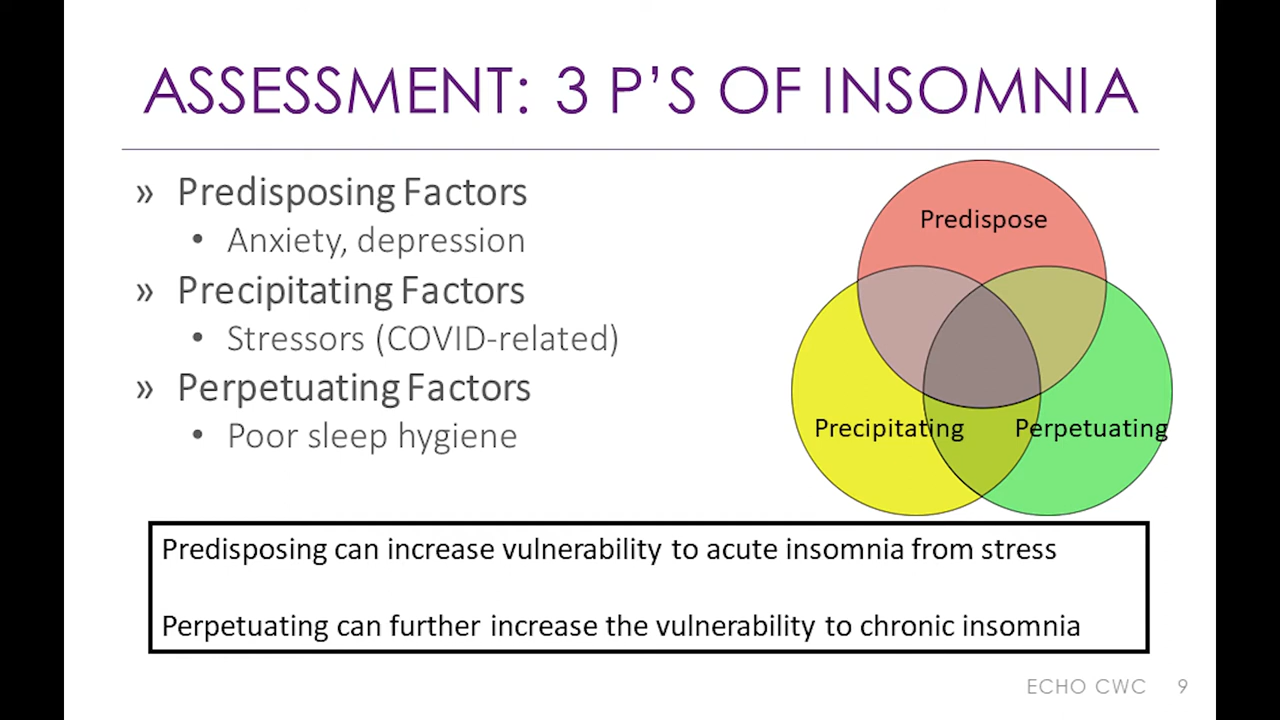 ASSESSMENT: 3 P’S OF INSOMNIA
» Predisposing Factors
• Anxiety, depression
» Precipitating Factors
• Stressors (COVID-related)
» Perpetuating Factors
• Poor sleep hygiene
Predispose
Precipitating
Perpetuating
Predisposing can increase vulnerability to acute insomnia from stress
Perpetuating can further increase the vulnerability to chronic insomnia
ECHO CWC 9